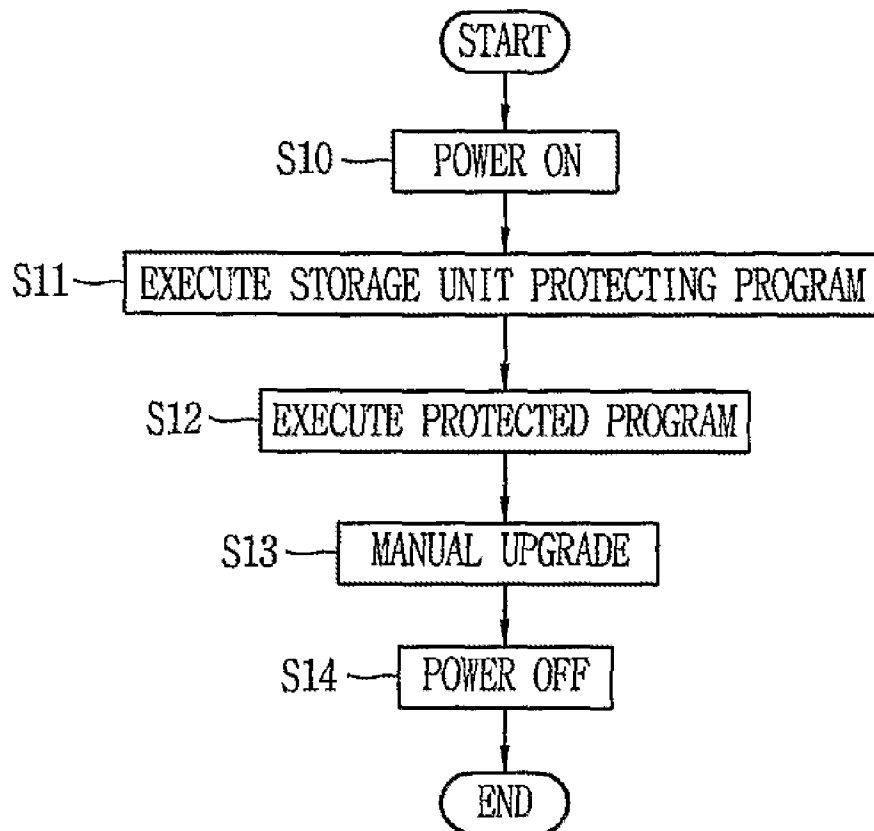 START
S10 POWER ON
S11 EXECUTE STORAGE UNIT PROTECTING PROGRAM
S12 EXECUTE PROTECTED PROGRAM
S13 MANUAL UPGRADE
S14 POWER OFF
END